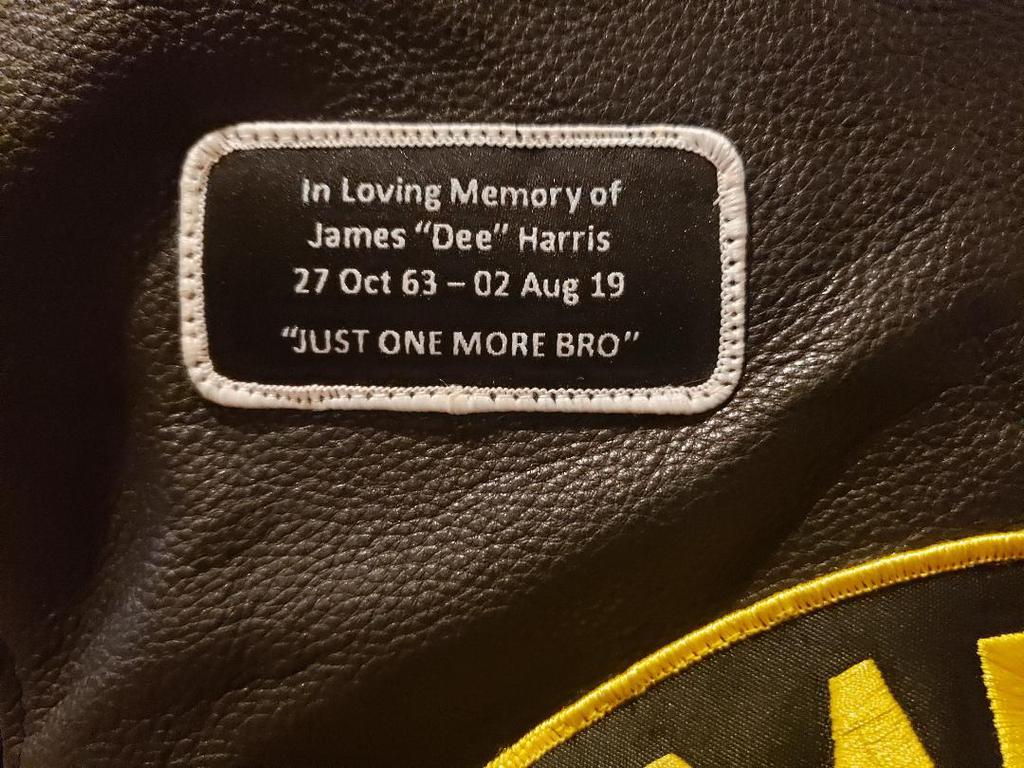 In Loving Memory of
James “Dee” Harris
27 Oct 63 – 02 Aug 19
“JUST ONE MORE BRO”